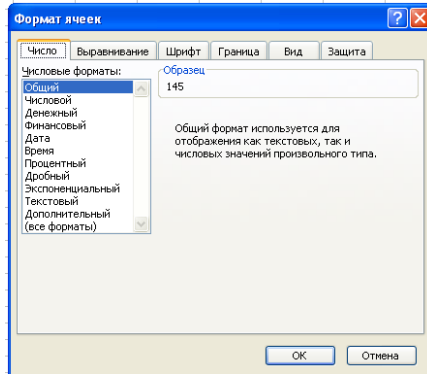 Формат ячеек
Число Выравнивание Шрифт Граница Вид Защита
Числовые форматы:
Общий
Числовой
Денежный
Финансовый
Дата
Время
Процентный
Дробный
Экспоненциальный
Текстовый
Дополнительный
(все форматы)
Образец
145
Общий формат используется для
отображения как текстовых, так и
числовых значений произвольного типа.
ОК Отмена